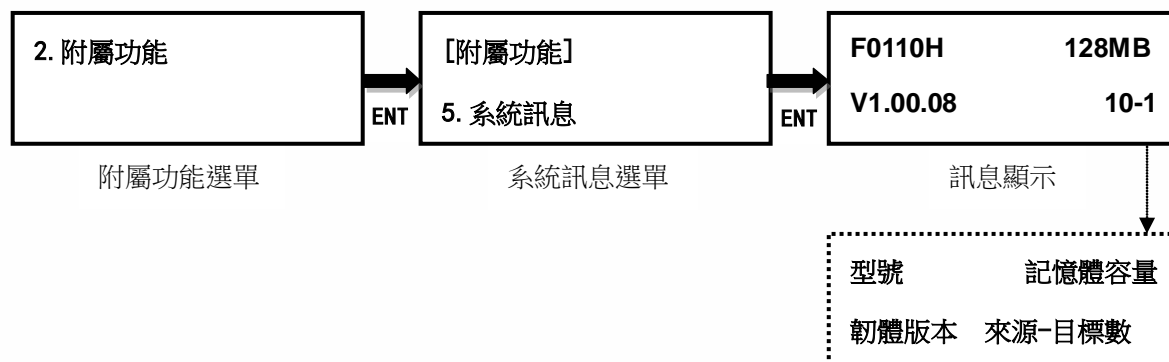 2.附屬功能
ENT
[附屬功能]
5.系統訊息
ENT
F0110H 128MB
V1.00.08 10-1
附屬功能選單
系統訊息選單
訊息顯示
型號 記憶體容量
韌體版本 來源-目標數